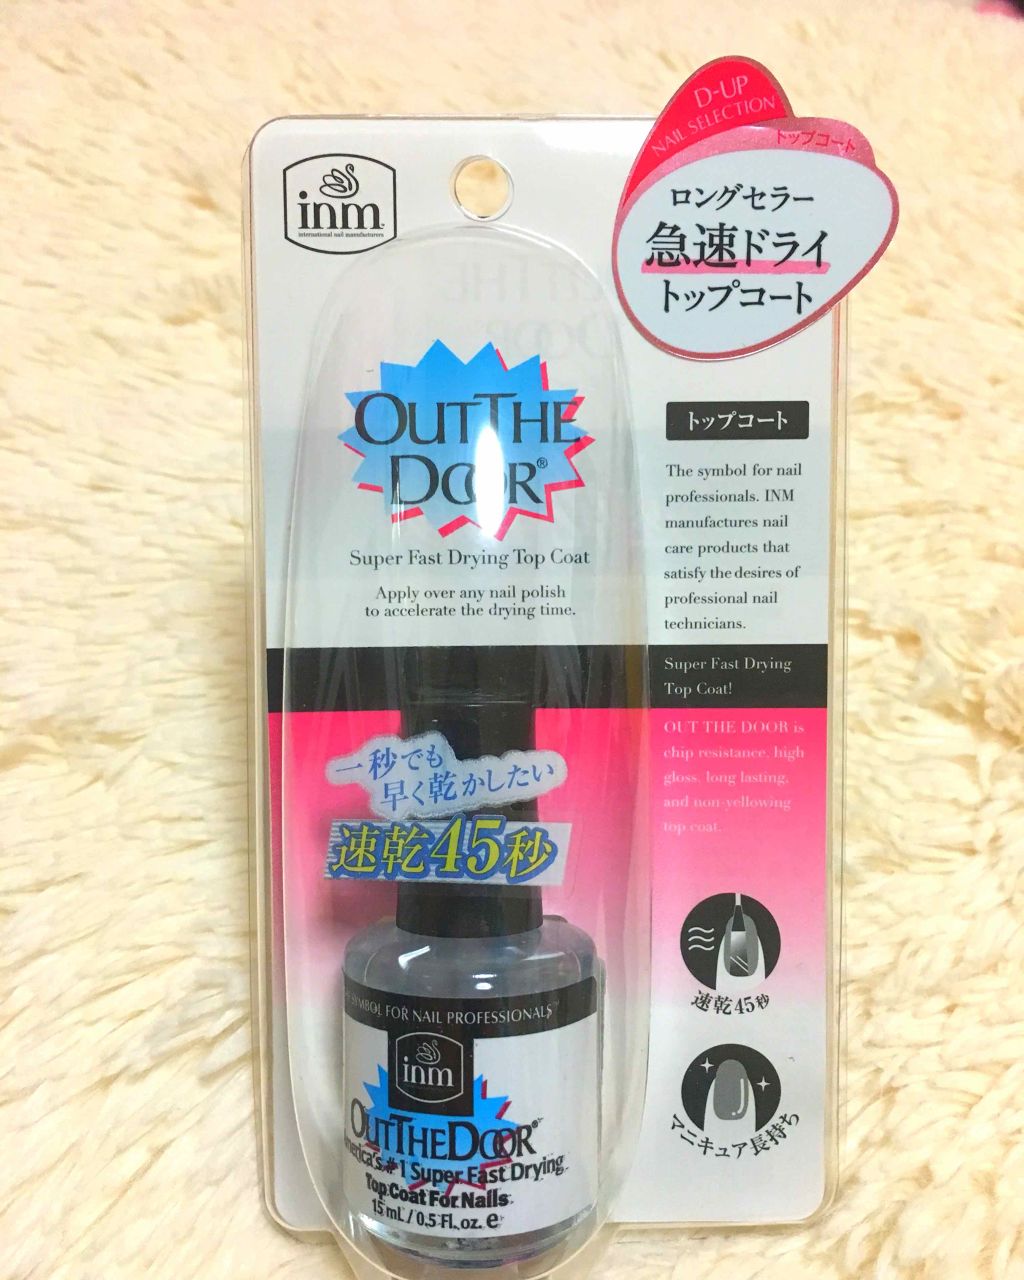 inm
international nail manufacturers
D-UP
NAIL SELECTION
トップコート
ロングセラー
急速ドライ
トップコート
OUT THE
DOOR®
Super Fast Drying Top Coat
Apply over any nail polish
to accelerate the drying time.
トップコート
The symbol for nail
professionals. INM
manufactures nail
care products that
satisfy the desires of
professional nail
technicians.
Super Fast Drying
Top Coat!
OUT THE DOOR is
chip resistance, high
gloss, long lasting,
and non-yellowing
top coat.
一秒でも
早く乾かしたい
速乾45秒
速乾45秒
マニキュア長持ち
SYMBOL FOR NAIL PROFESSIONALS™
inm
OUT THE DOOR®
America's #1 Super Fast Drying
Top Coat For Nails
15 mL / 0.5 Fl. oz. e